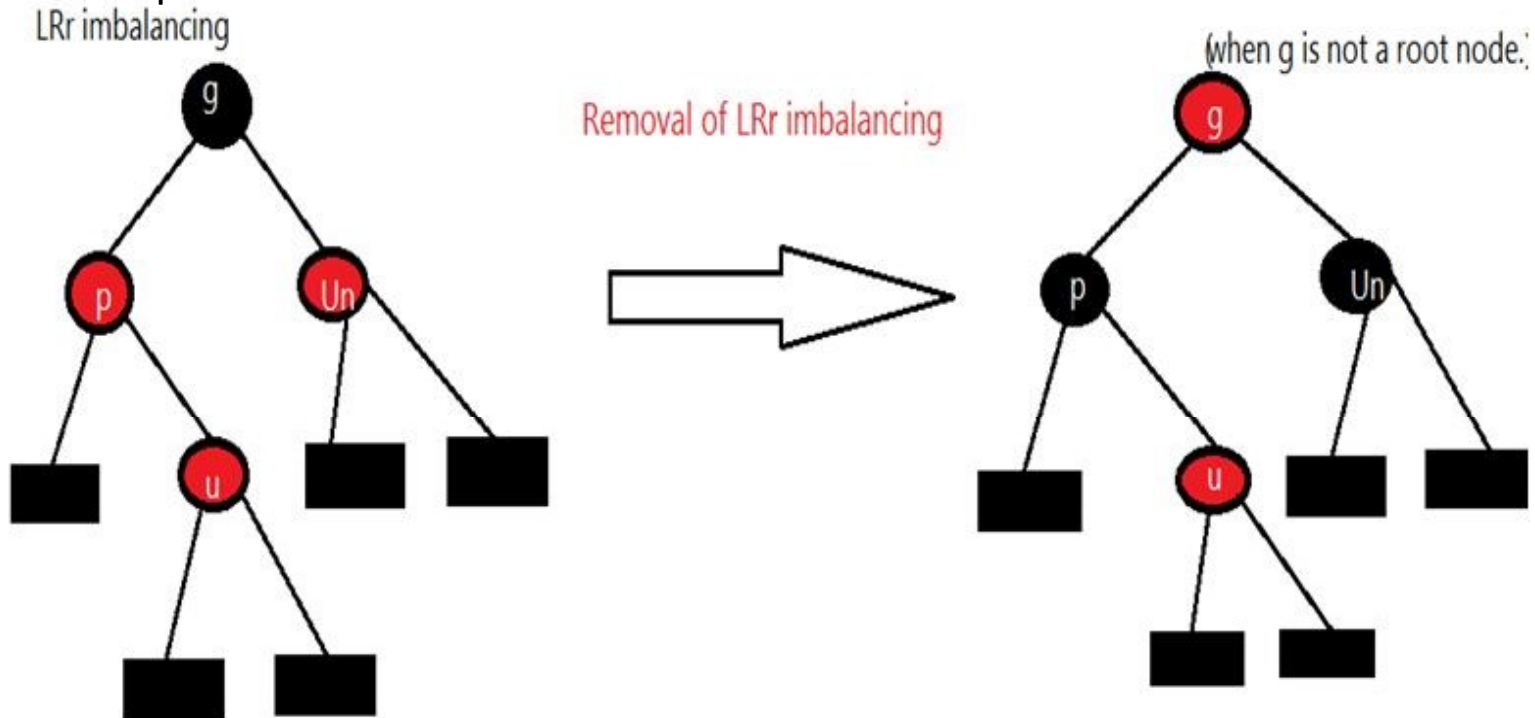 LRr imbalancing
(when g is not a root node.)
Removal of LRr imbalancing
g
g
p
Un
p
Un
u
u